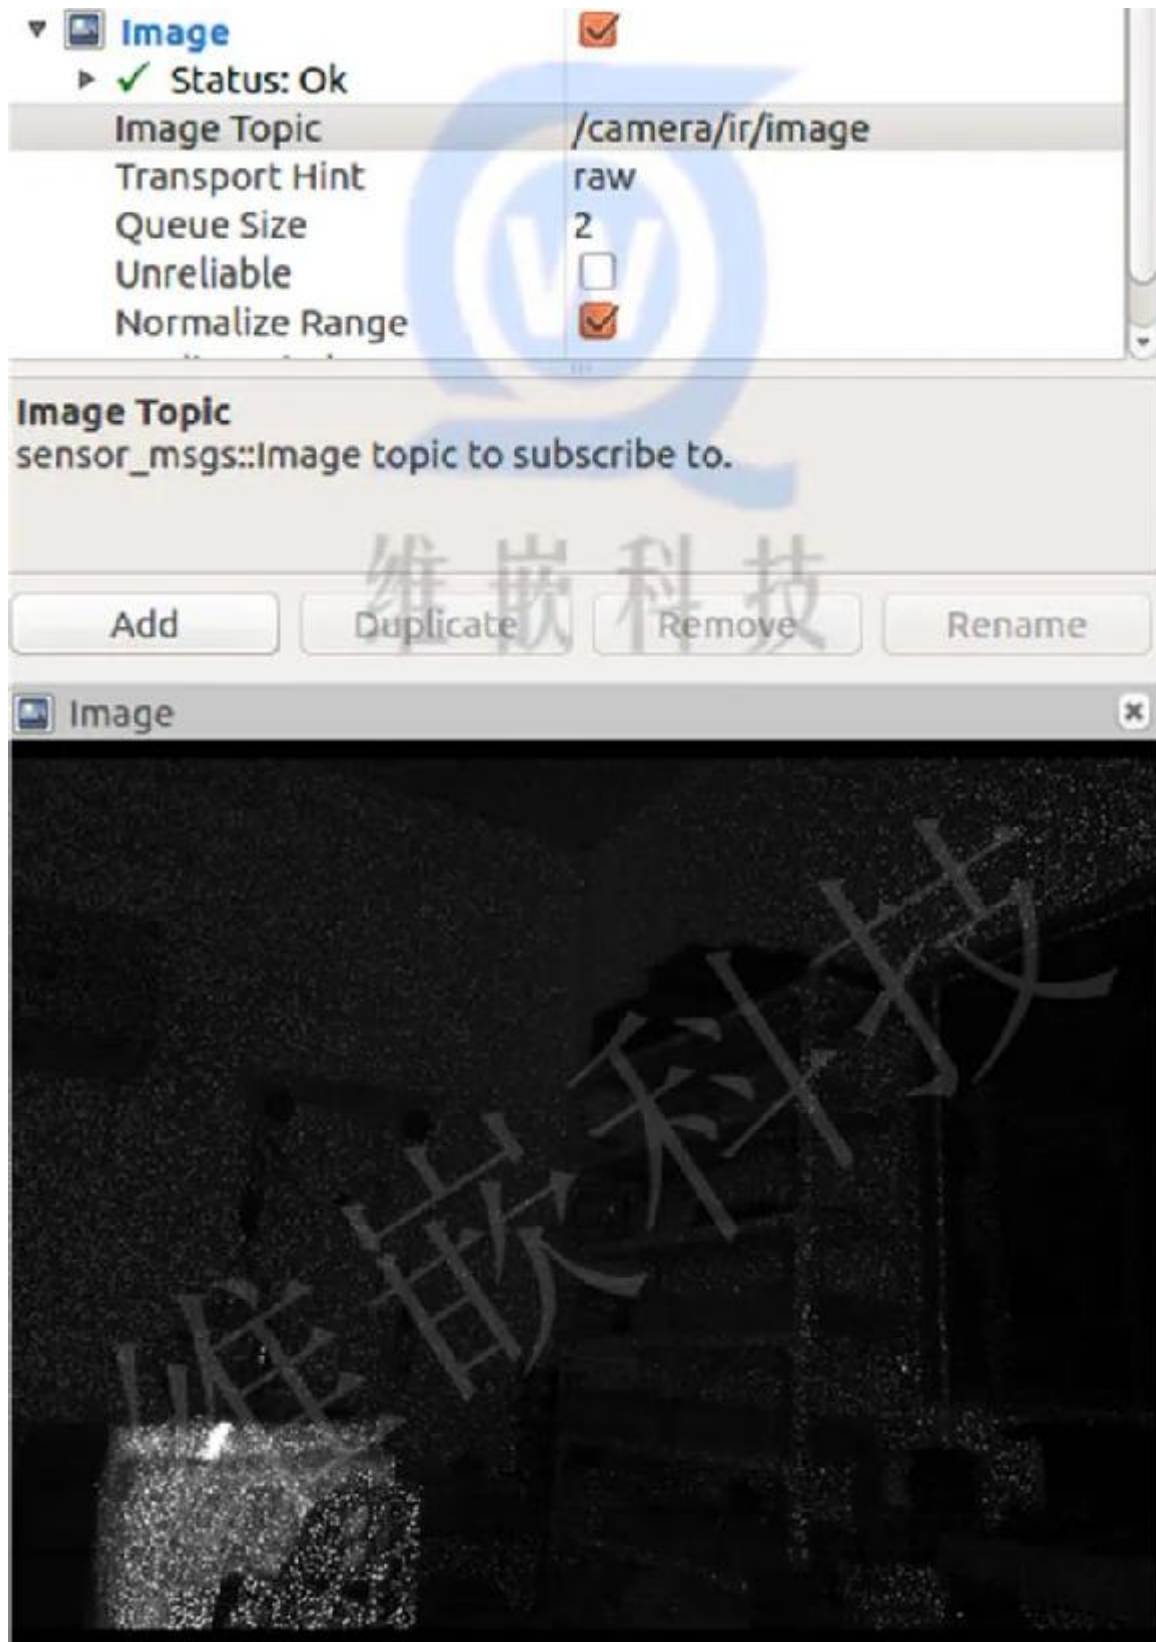 Image
Status: Ok
Image Topic /camera/ir/image
Transport Hint raw
Queue Size 2
Unreliable
Normalize Range
Image Topic
sensor_msgs::Image topic to subscribe to.
维嵌科技
Add Duplicate Remove Rename
Image
维嵌科技